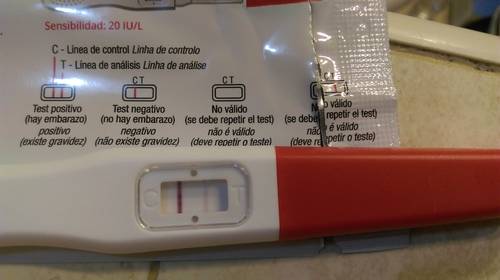 Sensibilidad: 20 IU/L
C - Línea de control Linha de controlo
T - Línea de análisis Linha de análise
C T
C T
C T
Test positivo
(hay embarazo)
positivo
(existe gravidez)
Test negativo
(no hay embarazo)
negativo
(não existe gravidez)
No válido
(se debe repetir el test)
não é válido
(deve repetir o teste)
No válido
(se debe repetir el test)
não é válido
(deve repetir o teste)
C T